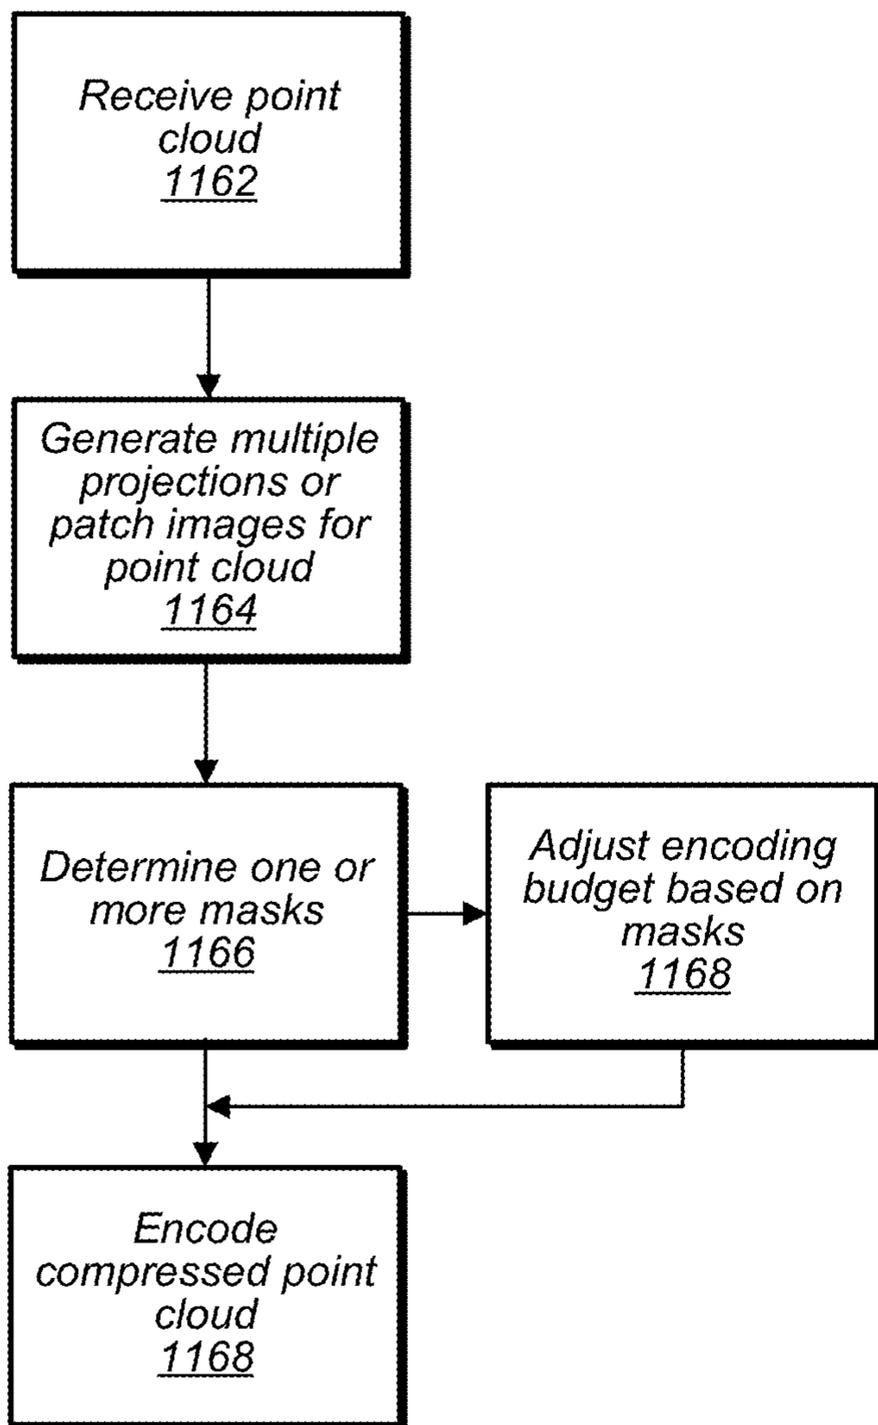 Receive point
cloud
1162
Generate multiple
projections or
patch images for
point cloud
1164
Determine one or
more masks
1166
Adjust encoding
budget based on
masks
1168
Encode
compressed point
cloud
1168